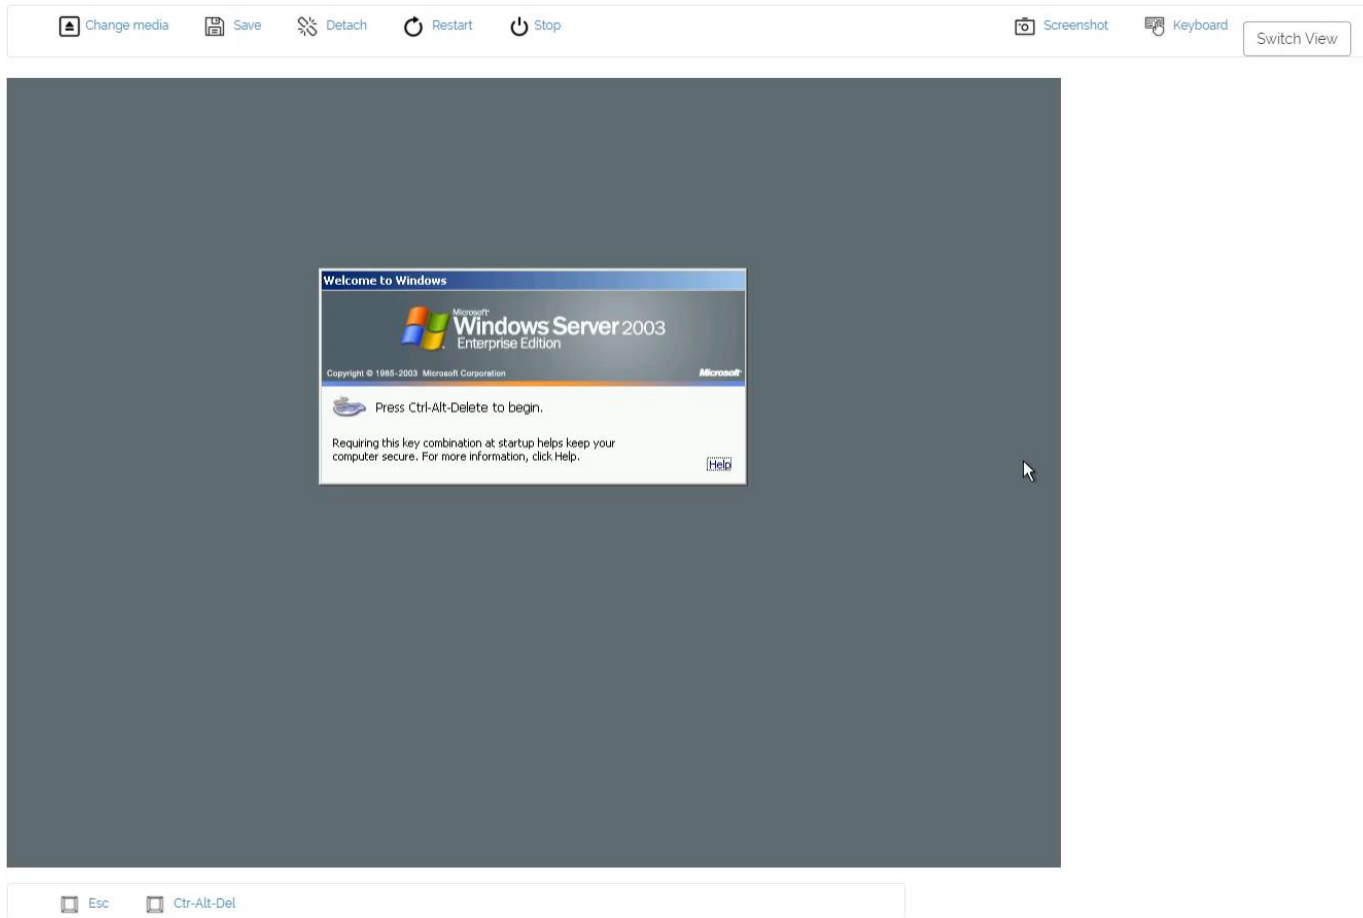 Change media Save Detach Restart Stop Screenshot Keyboard Switch View
Welcome to Windows
Microsoft
Windows Server 2003
Enterprise Edition
Copyright © 1985-2003 Microsoft Corporation Microsoft
Press Ctrl-Alt-Delete to begin.
Requiring this key combination at startup helps keep your
computer secure. For more information, click Help.
Help
Esc Ctr-Alt-Del